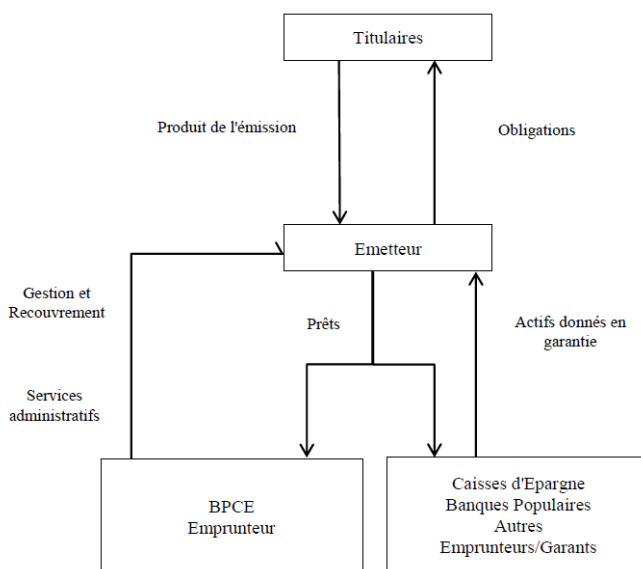 Titulaires
Produit de l'émission
Obligations
Emetteur
Gestion et
Recouvrement
Prêts
Actifs donnés en
garantie
Services
administratifs
BPCE
Emprunteur
Caisses d'Epargne
Banques Populaires
Autres
Emprunteurs/Garants